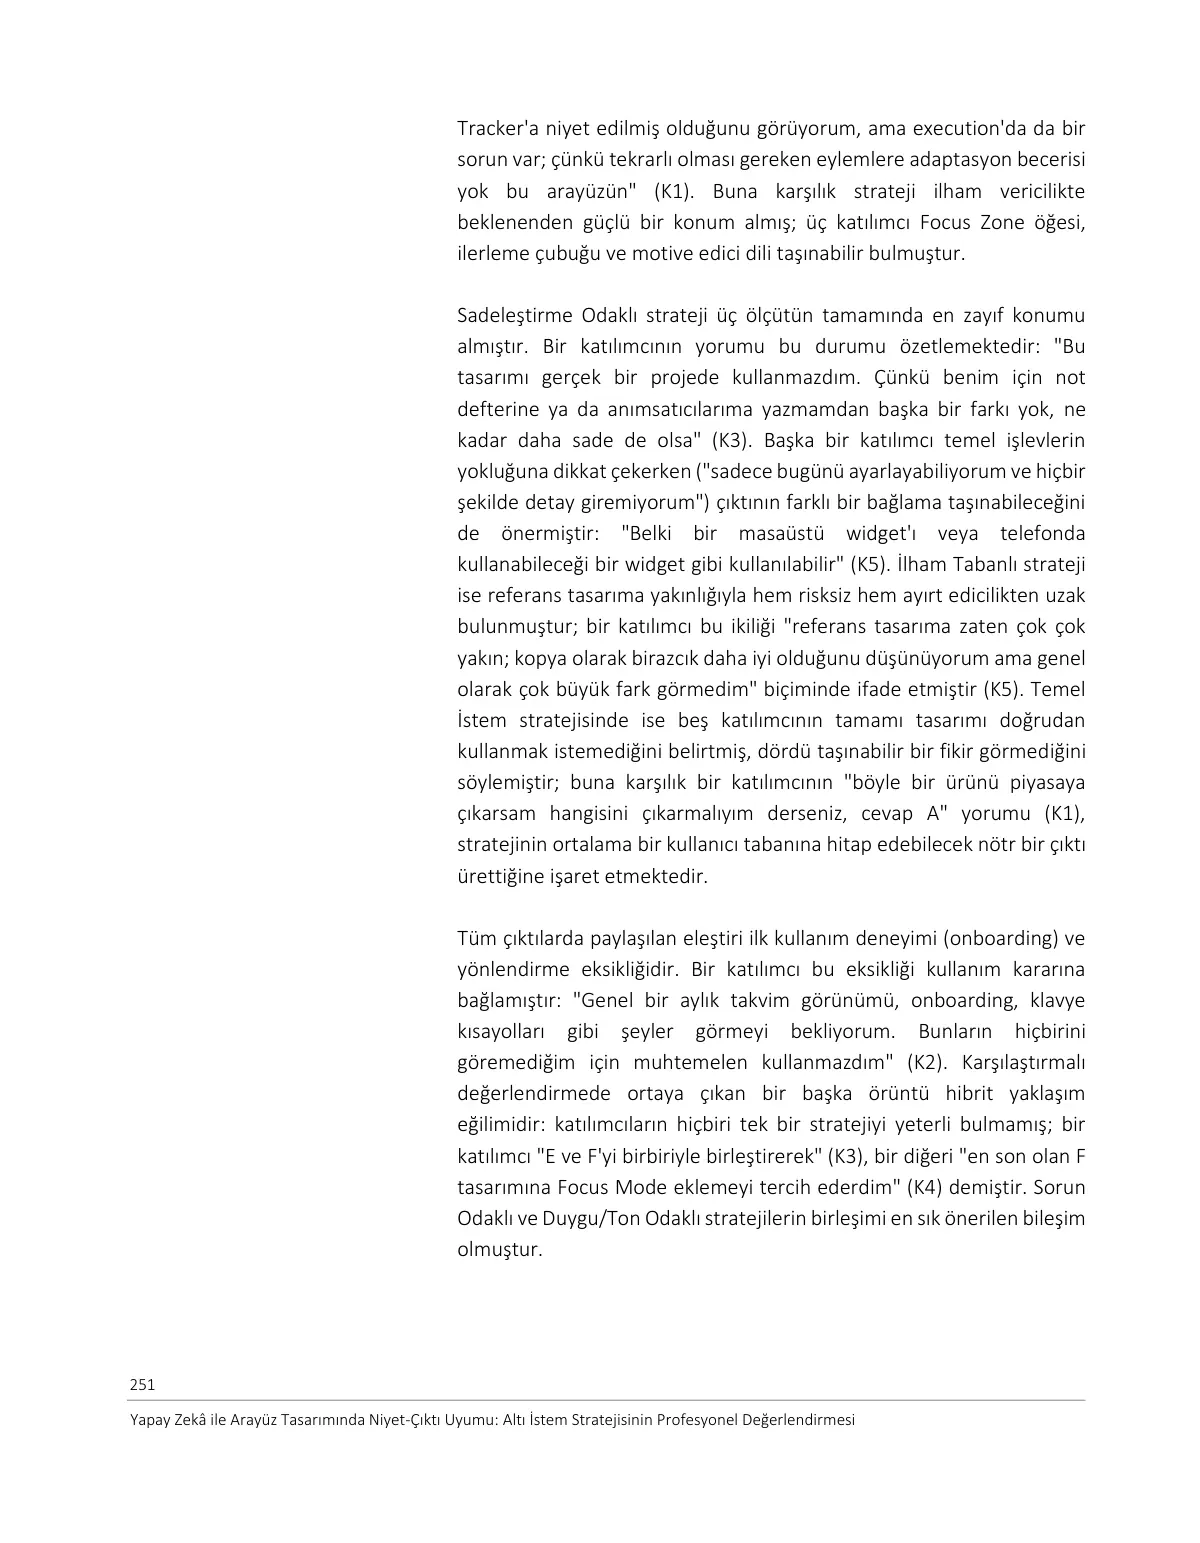 Tracker'a niyet edilmiş olduğunu görüyorum, ama execution'da da bir
sorun var; çünkü tekrarlı olması gereken eylemlere adaptasyon becerisi
yok bu arayüzün" (K1). Buna karşılık strateji ilham vericilikte
beklenenden güçlü bir konum almış; üç katılımcı Focus Zone öğesi,
ilerleme çubuğu ve motive edici dili taşınabilir bulmuştur.
Sadeleştirme Odaklı strateji üç ölçütün tamamında en zayıf konumu
almıştır. Bir katılımcının yorumu bu durumu özetlemektedir: "Bu
tasarımı gerçek bir projede kullanmazdım. Çünkü benim için not
defterine ya da anımsatıcılarıma yazmamdan başka bir farkı yok, ne
kadar daha sade de olsa" (K3). Başka bir katılımcı temel işlevlerin
yokluğuna dikkat çekerken ("sadece bugünü ayarlayabiliyorum ve hiçbir
şekilde detay giremiyorum") çıktının farklı bir bağlama taşınabileceğini
de önermiştir: "Belki bir masaüstü widget'ı veya telefonda
kullanabileceği bir widget gibi kullanılabilir" (K5). İlham Tabanlı strateji
ise referans tasarıma yakınlığıyla hem risksiz hem ayırt edicilikten uzak
bulunmuştur; bir katılımcı bu ikiliği "referans tasarıma zaten çok çok
yakın; kopya olarak birazcık daha iyi olduğunu düşünüyorum ama genel
olarak çok büyük fark görmedim" biçiminde ifade etmiştir (K5). Temel
İstem stratejisinde ise beş katılımcının tamamı tasarımı doğrudan
kullanmak istemediğini belirtmiş, dördü taşınabilir bir fikir görmediğini
söylemiştir; buna karşılık bir katılımcının "böyle bir ürünü piyasaya
çıkarsam hangisini çıkarmalıyım derseniz, cevap A" yorumu (K1),
stratejinin ortalama bir kullanıcı tabanına hitap edebilecek nötr bir çıktı
ürettiğine işaret etmektedir.
Tüm çıktılarda paylaşılan eleştiri ilk kullanım deneyimi (onboarding) ve
yönlendirme eksikliğidir. Bir katılımcı bu eksikliği kullanım kararına
bağlamıştır: "Genel bir aylık takvim görünümü, onboarding, klavye
kısayolları gibi şeyler görmeyi bekliyorum. Bunların hiçbirini
göremediğim için muhtemelen kullanmazdım" (K2). Karşılaştırmalı
değerlendirmede ortaya çıkan bir başka örüntü hibrit yaklaşım
eğilimidir: katılımcıların hiçbiri tek bir stratejiyi yeterli bulmamış; bir
katılımcı "E ve F'yi birbiriyle birleştirerek" (K3), bir diğeri "en son olan F
tasarımına Focus Mode eklemeyi tercih ederdim" (K4) demiştir. Sorun
Odaklı ve Duygu/Ton Odaklı stratejilerin birleşimi en sık önerilen bileşim
olmuştur.
251
Yapay Zekâ ile Arayüz Tasarımında Niyet-Çıktı Uyumu: Altı İstem Stratejisinin Profesyonel Değerlendirmesi